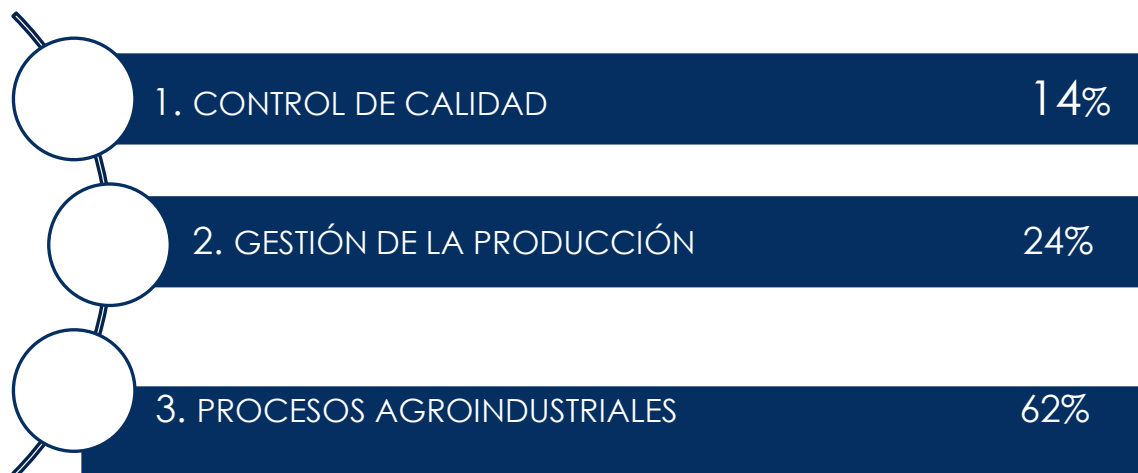 1. CONTROL DE CALIDAD 14%
2. GESTIÓN DE LA PRODUCCIÓN 24%
3. PROCESOS AGROINDUSTRIALES 62%